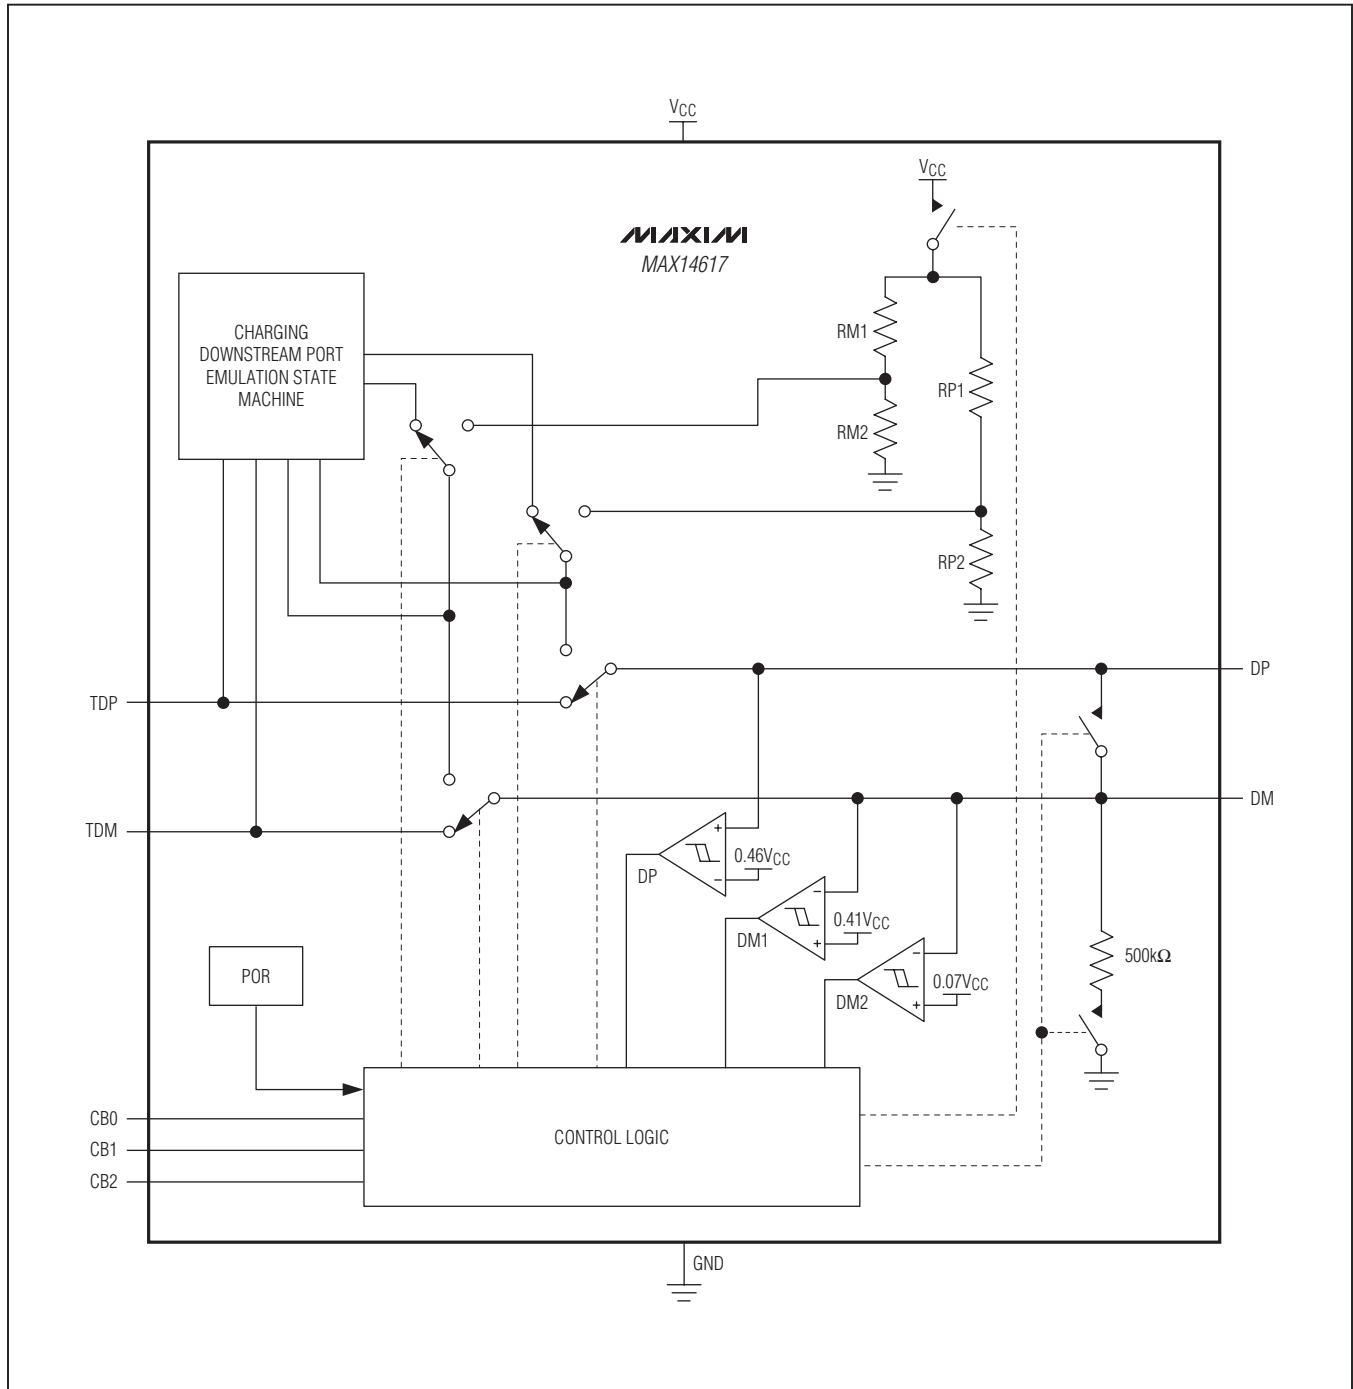 VCC
VCC
MAXIM
MAX14617
CHARGING
DOWNSTREAM PORT
EMULATION STATE
MACHINE
RM1
RP1
RM2
RP2
TDP
DP
TDM
DM
+
−
DP
0.46VCC
−
+
DM1
0.41VCC
−
+
DM2
0.07VCC
500kΩ
POR
CB0
CB1
CB2
CONTROL LOGIC
GND